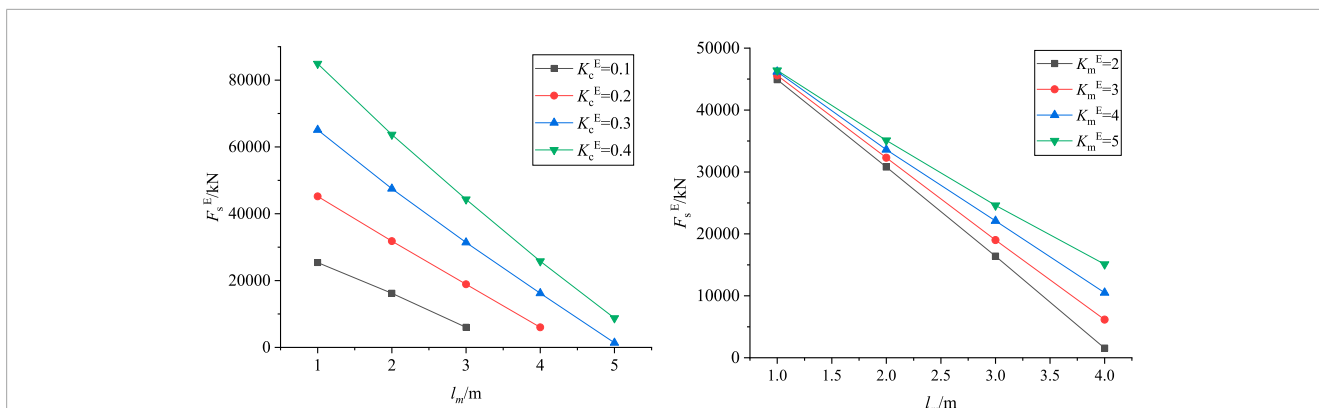 80000
60000
40000
20000
0
F_s^E/kN
1 2 3 4 5
l_m/m
K_c^E=0.1
K_c^E=0.2
K_c^E=0.3
K_c^E=0.4
50000
40000
30000
20000
10000
0
F_s^E/kN
1.0 1.5 2.0 2.5 3.0 3.5 4.0
/m
K_m^E=2
K_m^E=3
K_m^E=4
K_m^E=5